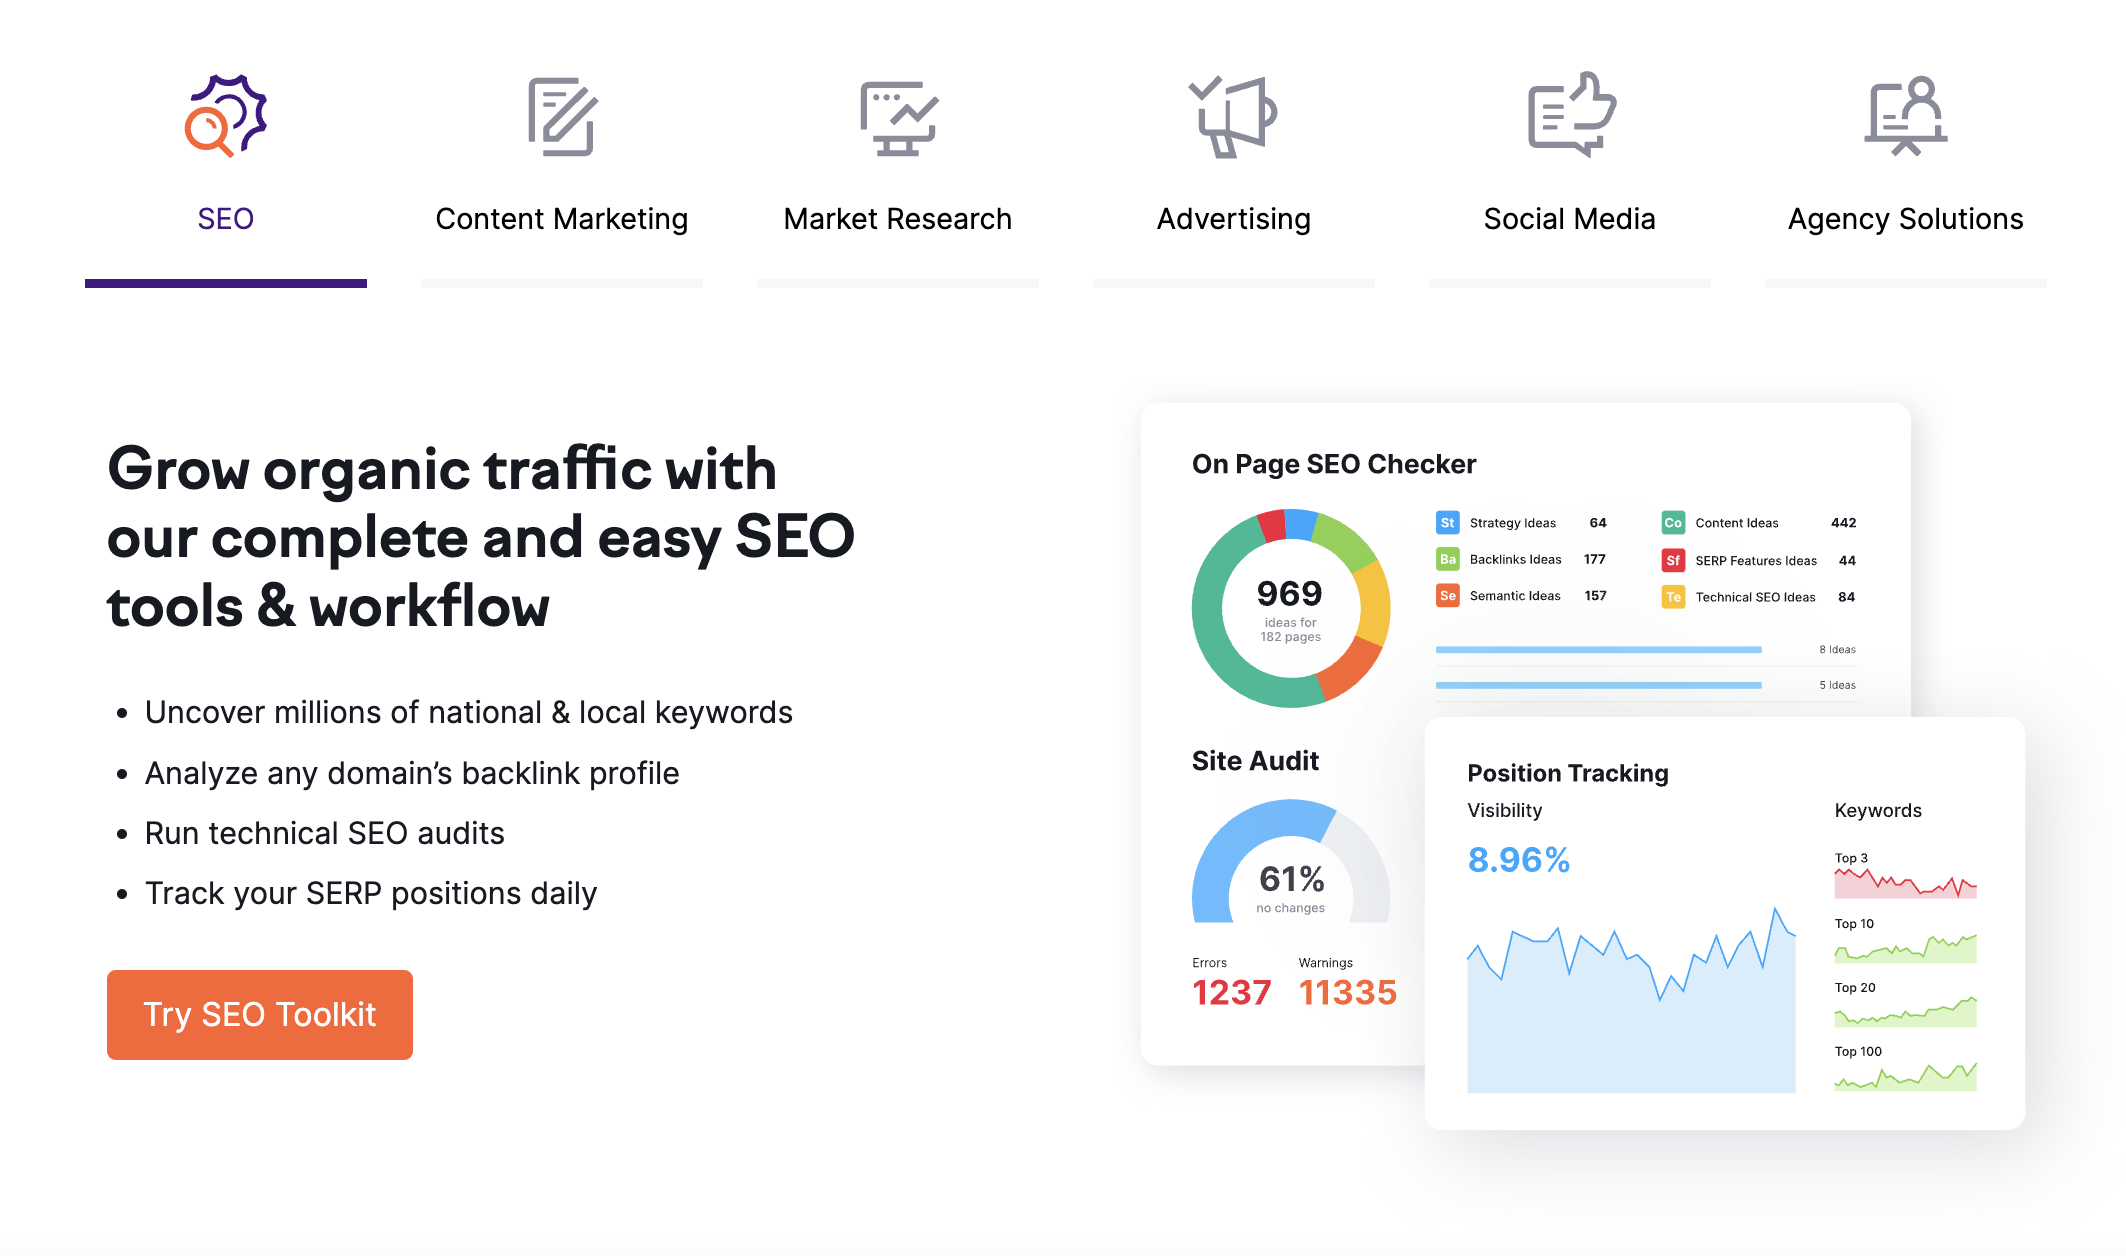 SEO
Content Marketing
Market Research
Advertising
Social Media
Agency Solutions
Grow organic traffic with
our complete and easy SEO
tools & workflow
• Uncover millions of national & local keywords
• Analyze any domain’s backlink profile
• Run technical SEO audits
• Track your SERP positions daily
Try SEO Toolkit
On Page SEO Checker
969
ideas for
182 pages
St Strategy Ideas 64
Ba Backlinks Ideas 177
Se Semantic Ideas 157
Co Content Ideas 442
Sf SERP Features Ideas 44
Te Technical SEO Ideas 84
8 Ideas
5 Ideas
Site Audit
61%
no changes
Errors
1237
Warnings
11335
Position Tracking
Visibility
8.96%
Keywords
Top 3
Top 10
Top 20
Top 100